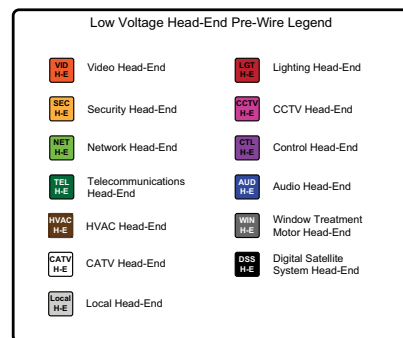 Low Voltage Head-End Pre-Wire Legend
VID
H-E
Video Head-End
SEC
H-E
Security Head-End
NET
H-E
Network Head-End
TEL
H-E
Telecommunications
Head-End
HVAC
H-E
HVAC Head-End
CATV
H-E
CATV Head-End
Local
H-E
Local Head-End
LGT
H-E
Lighting Head-End
CCTV
H-E
CCTV Head-End
CTL
H-E
Control Head-End
AUD
H-E
Audio Head-End
WIN
H-E
Window Treatment
Motor Head-End
DSS
H-E
Digital Satellite
System Head-End